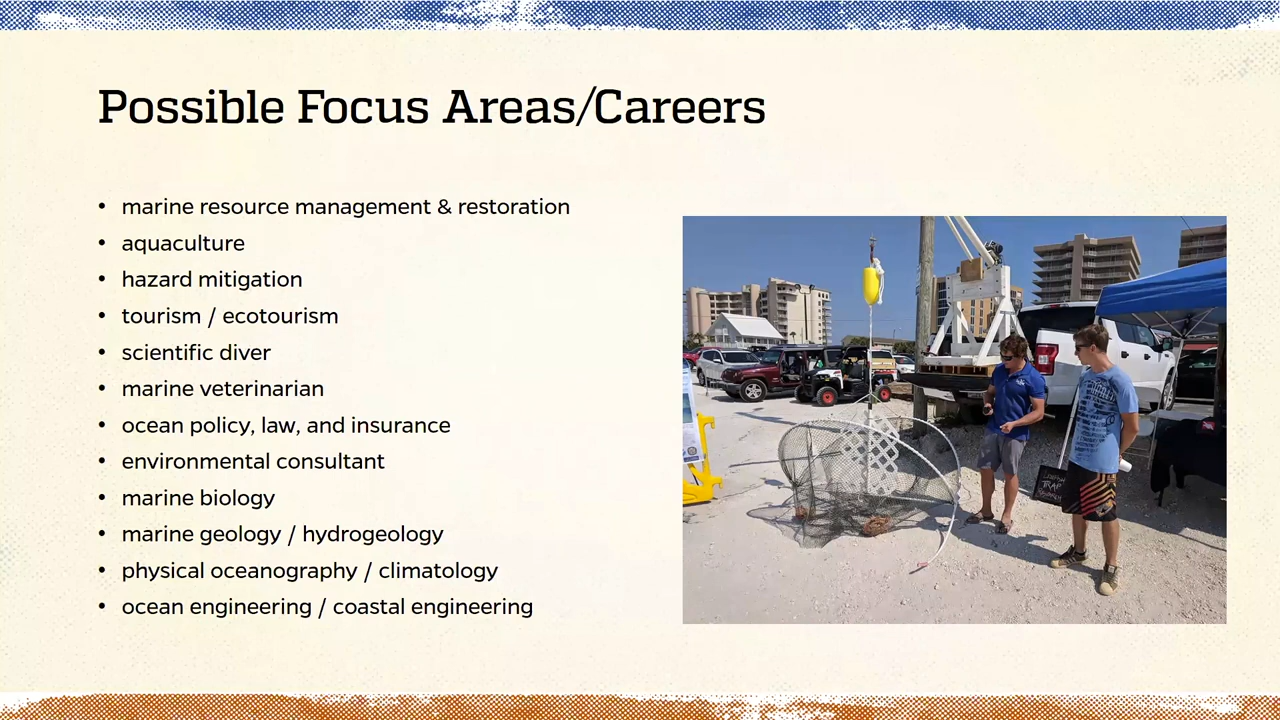 Possible Focus Areas/Careers
• marine resource management & restoration
• aquaculture
• hazard mitigation
• tourism / ecotourism
• scientific diver
• marine veterinarian
• ocean policy, law, and insurance
• environmental consultant
• marine biology
• marine geology / hydrogeology
• physical oceanography / climatology
• ocean engineering / coastal engineering
TRAP